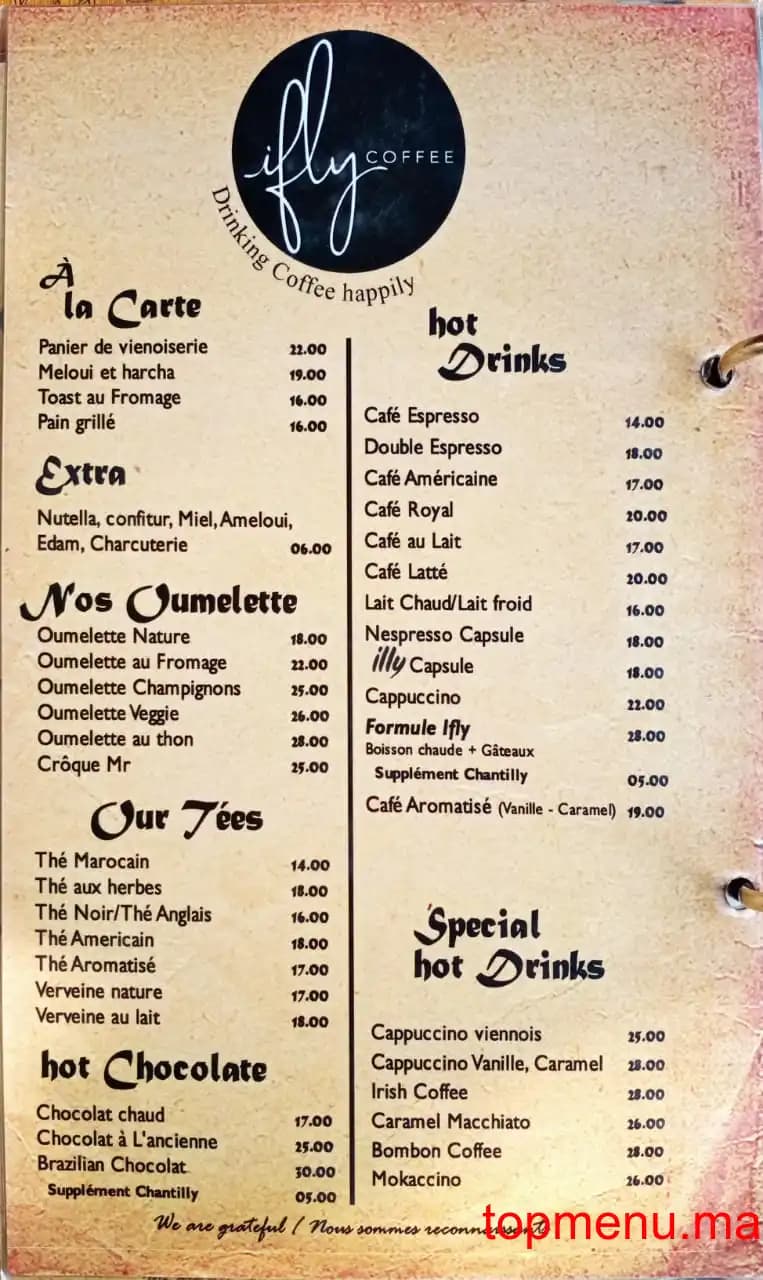 ifly COFFEE
Drinking Coffee happily
À
la Carte
Panier de vienoiserie 22.00
Meloui et harcha 19.00
Toast au Fromage 16.00
Pain grillé 16.00
Extra
Nutella, confitur, Miel, Ameloui,
Edam, Charcuterie 06.00
Nos Oumelette
Oumelette Nature 18.00
Oumelette au Fromage 22.00
Oumelette Champignons 25.00
Oumelette Veggie 26.00
Oumelette au thon 28.00
Crôque Mr 25.00
Our Tées
Thé Marocain 14.00
Thé aux herbes 18.00
Thé Noir/Thé Anglais 16.00
Thé Americain 18.00
Thé Aromatisé 17.00
Verveine nature 17.00
Verveine au lait 18.00
hot Chocolate
Chocolat chaud 17.00
Chocolat à L'ancienne 25.00
Brazilian Chocolat 30.00
Supplément Chantilly 05.00
hot
Drinks
Café Espresso 14.00
Double Espresso 18.00
Café Américaine 17.00
Café Royal 20.00
Café au Lait 17.00
Café Latté 20.00
Lait Chaud/Lait froid 16.00
Nespresso Capsule 18.00
illy Capsule 18.00
Cappuccino 22.00
Formule Ifly 28.00
Boisson chaude + Gâteaux
Supplément Chantilly 05.00
Café Aromatisé (Vanille - Caramel) 19.00
Special
hot Drinks
Cappuccino viennois 25.00
Cappuccino Vanille, Caramel 28.00
Irish Coffee 28.00
Caramel Macchiato 26.00
Bombon Coffee 28.00
Mokaccino 26.00
We are grateful / Nous sommes reconnaissants
topmenu.ma